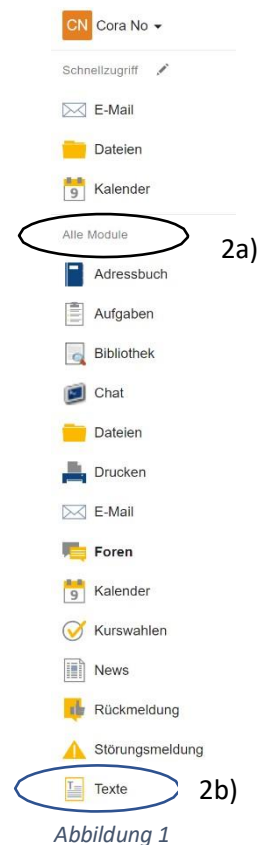 CN Cora No
Schnellzugriff
E-Mail
Dateien
9 Kalender
Alle Module
2a)
Adressbuch
Aufgaben
Bibliothek
Chat
Dateien
Drucken
E-Mail
Foren
9 Kalender
Kurswahlen
News
Rückmeldung
Störungsmeldung
T Texte 2b)
Abbildung 1